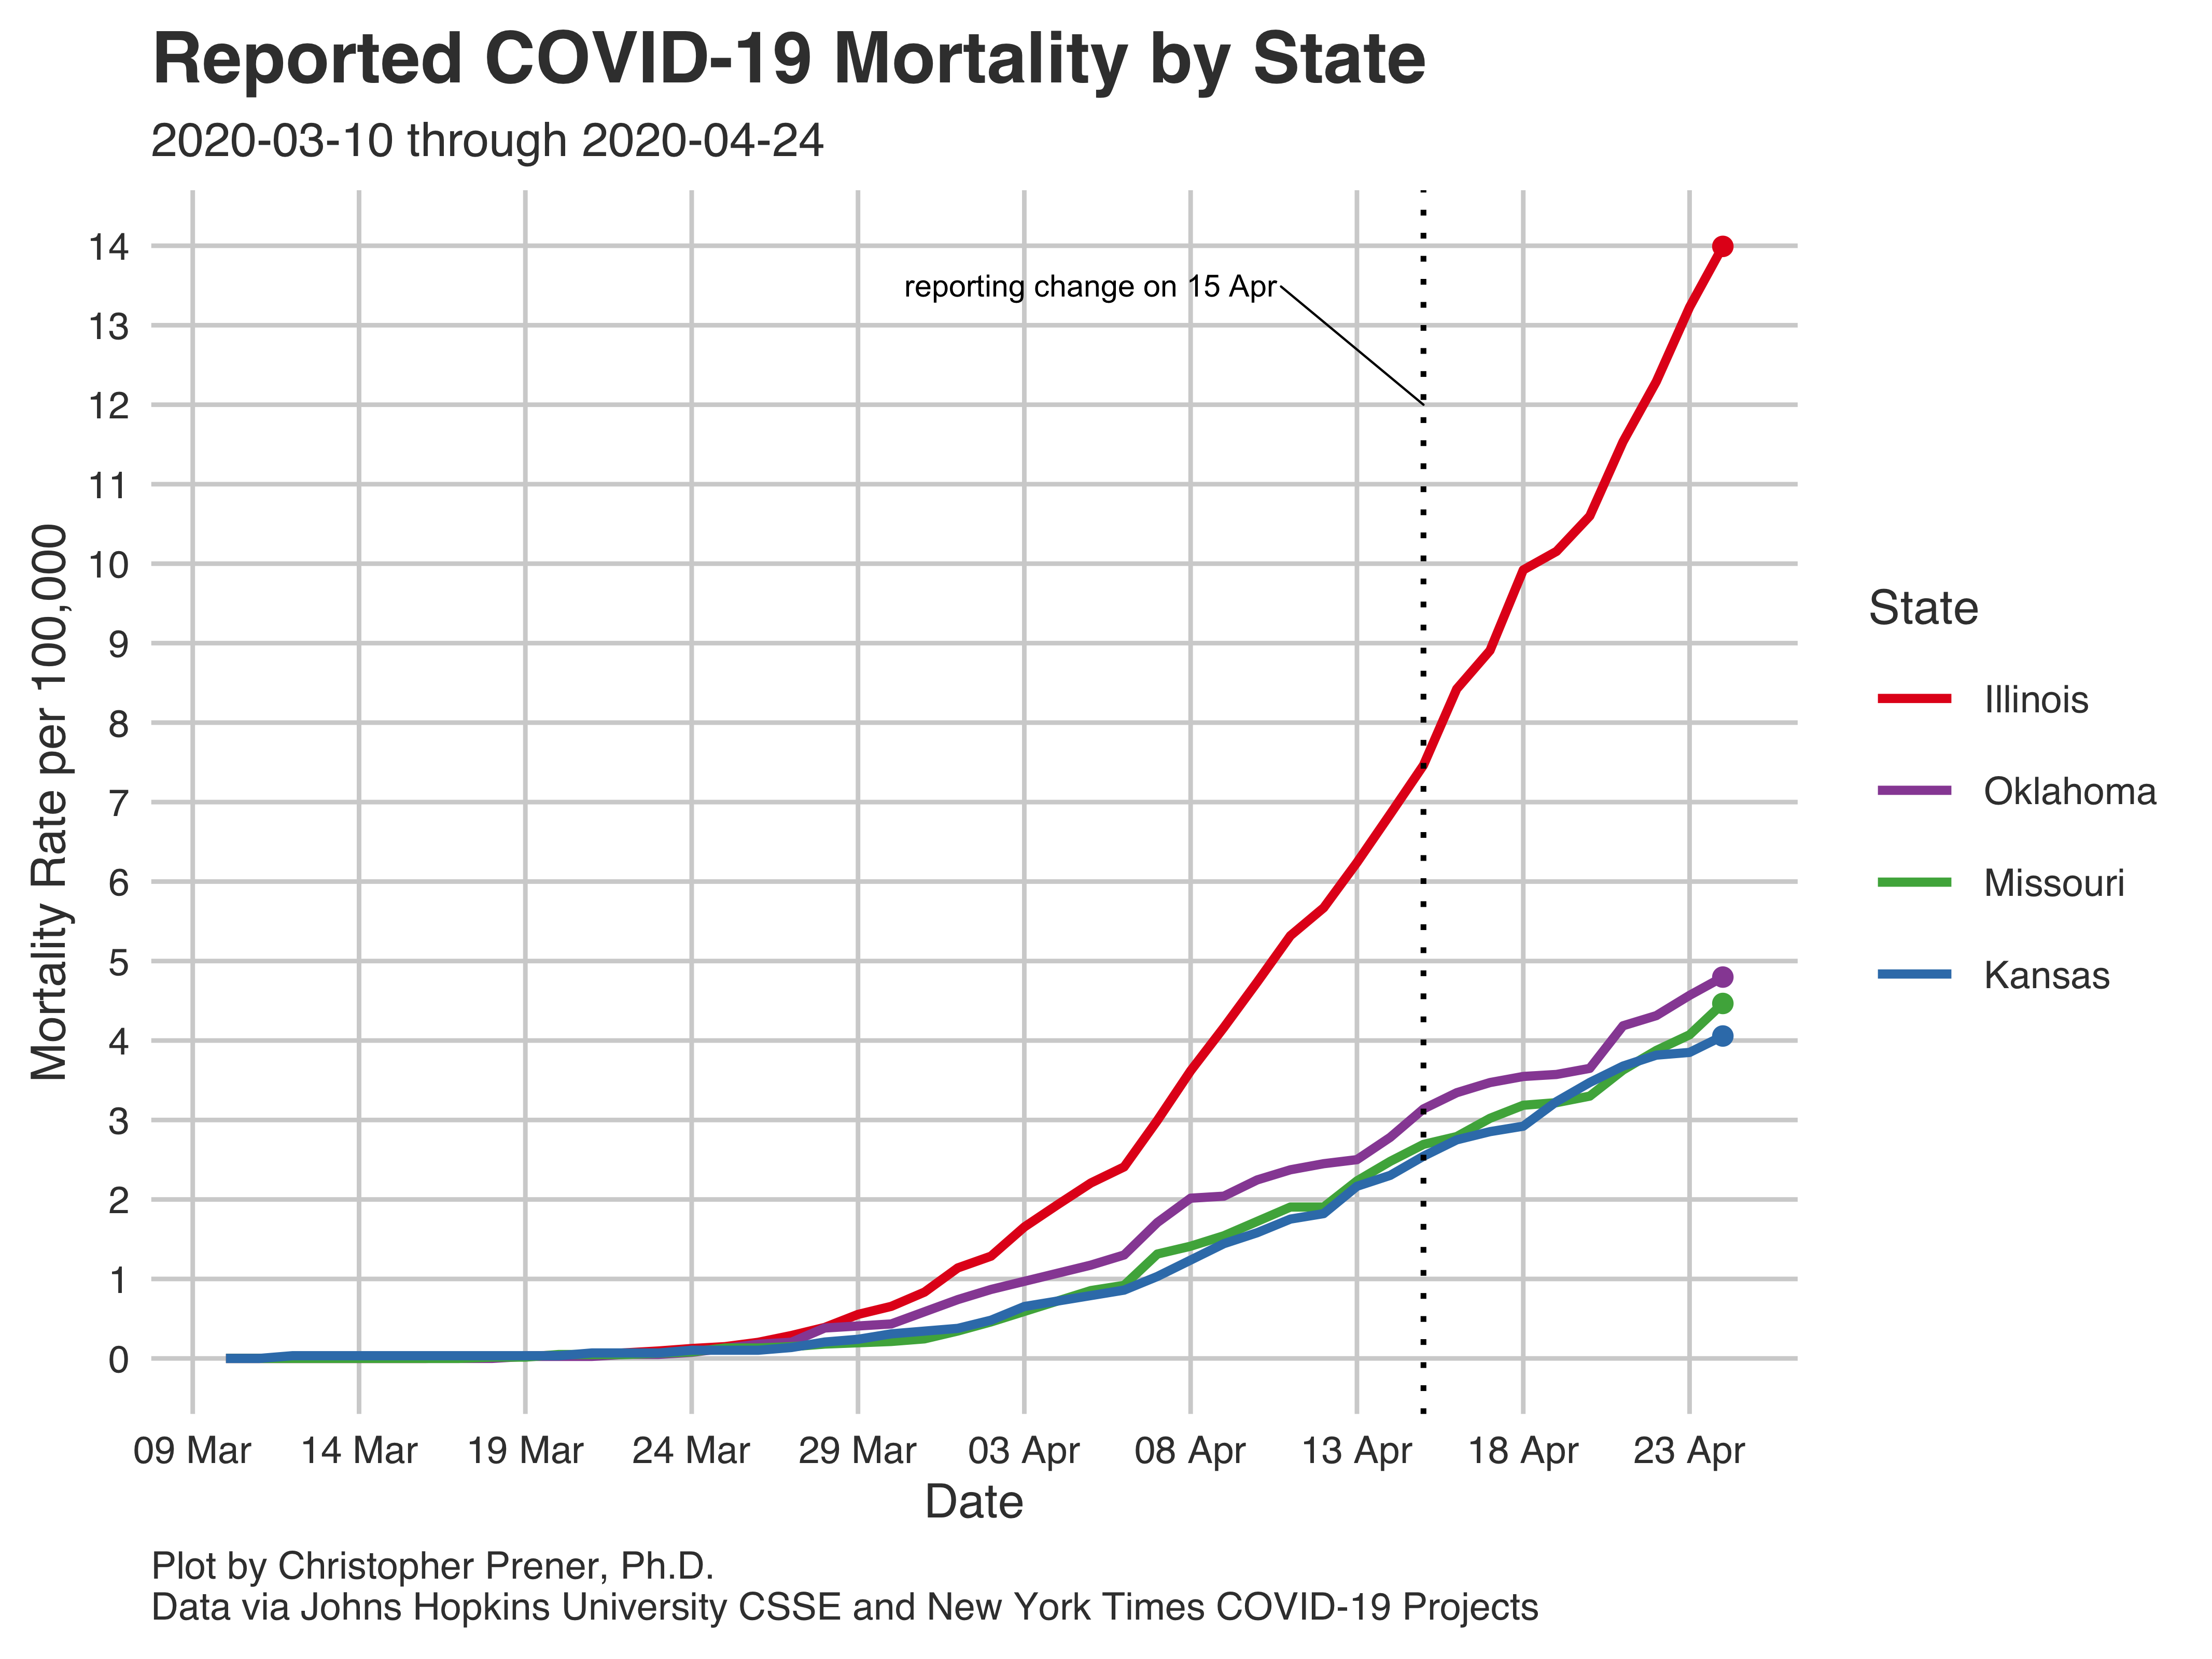 Reported COVID-19 Mortality by State
2020-03-10 through 2020-04-24
14
13
12
11
10
9
8
7
6
5
4
3
2
1
0
Mortality Rate per 100,000
reporting change on 15 Apr
09 Mar 14 Mar 19 Mar 24 Mar 29 Mar 03 Apr 08 Apr 13 Apr 18 Apr 23 Apr
Date
State
Illinois
Oklahoma
Missouri
Kansas
Plot by Christopher Prener, Ph.D.
Data via Johns Hopkins University CSSE and New York Times COVID-19 Projects